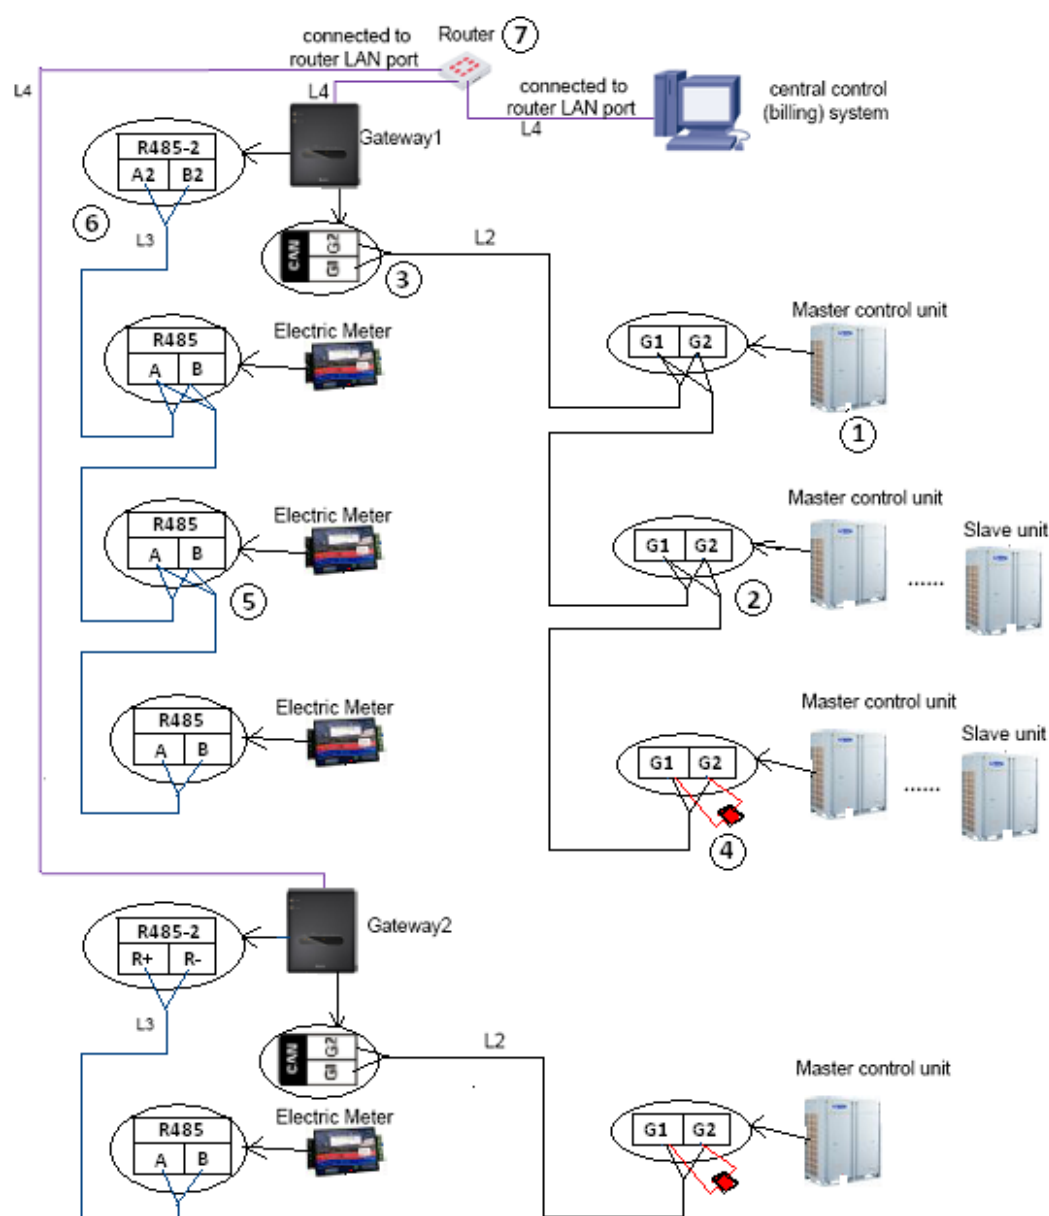 connected to
router LAN port
Router 7
L4
L4
connected to
router LAN port
L4
central control
(billing) system
Gateway1
R485-2
A2 B2
6
L3
CAN
G1 G2
3
L2
Electric Meter
R485
A B
Master control unit
G1 G2
1
Electric Meter
R485
A B
5
Master control unit
Slave unit
G1 G2
2
......
Electric Meter
R485
A B
Master control unit
Slave unit
G1 G2
......
4
Gateway2
R485-2
R+ R-
L3
CAN
G1 G2
L2
Electric Meter
R485
A B
Master control unit
G1 G2